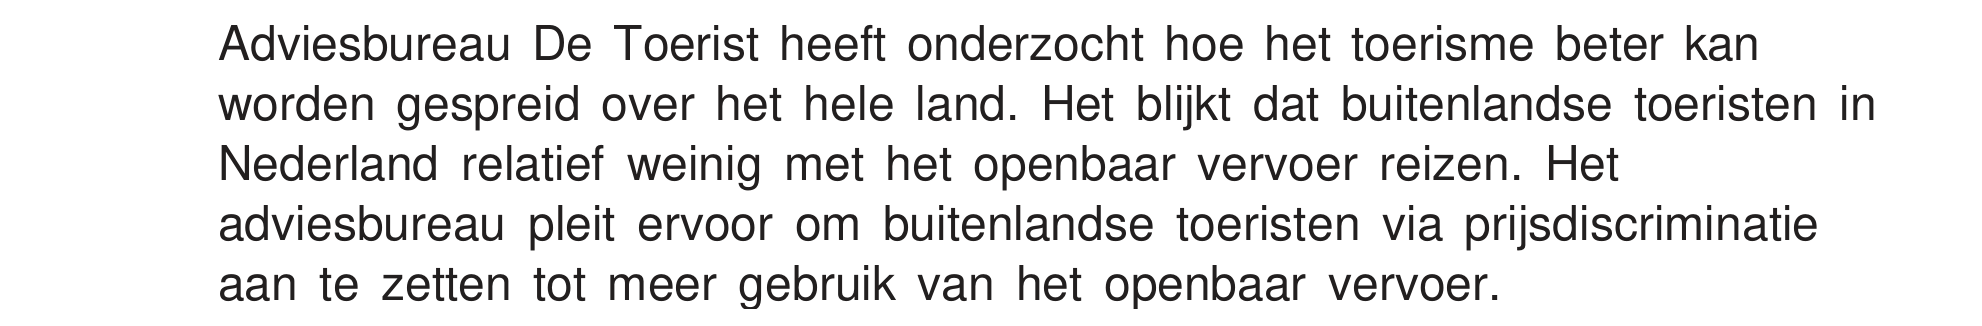 Adviesbureau De Toerist heeft onderzocht hoe het toerisme beter kan
worden gespreid over het hele land. Het blijkt dat buitenlandse toeristen in
Nederland relatief weinig met het openbaar vervoer reizen. Het
adviesbureau pleit ervoor om buitenlandse toeristen via prijsdiscriminatie
aan te zetten tot meer gebruik van het openbaar vervoer.